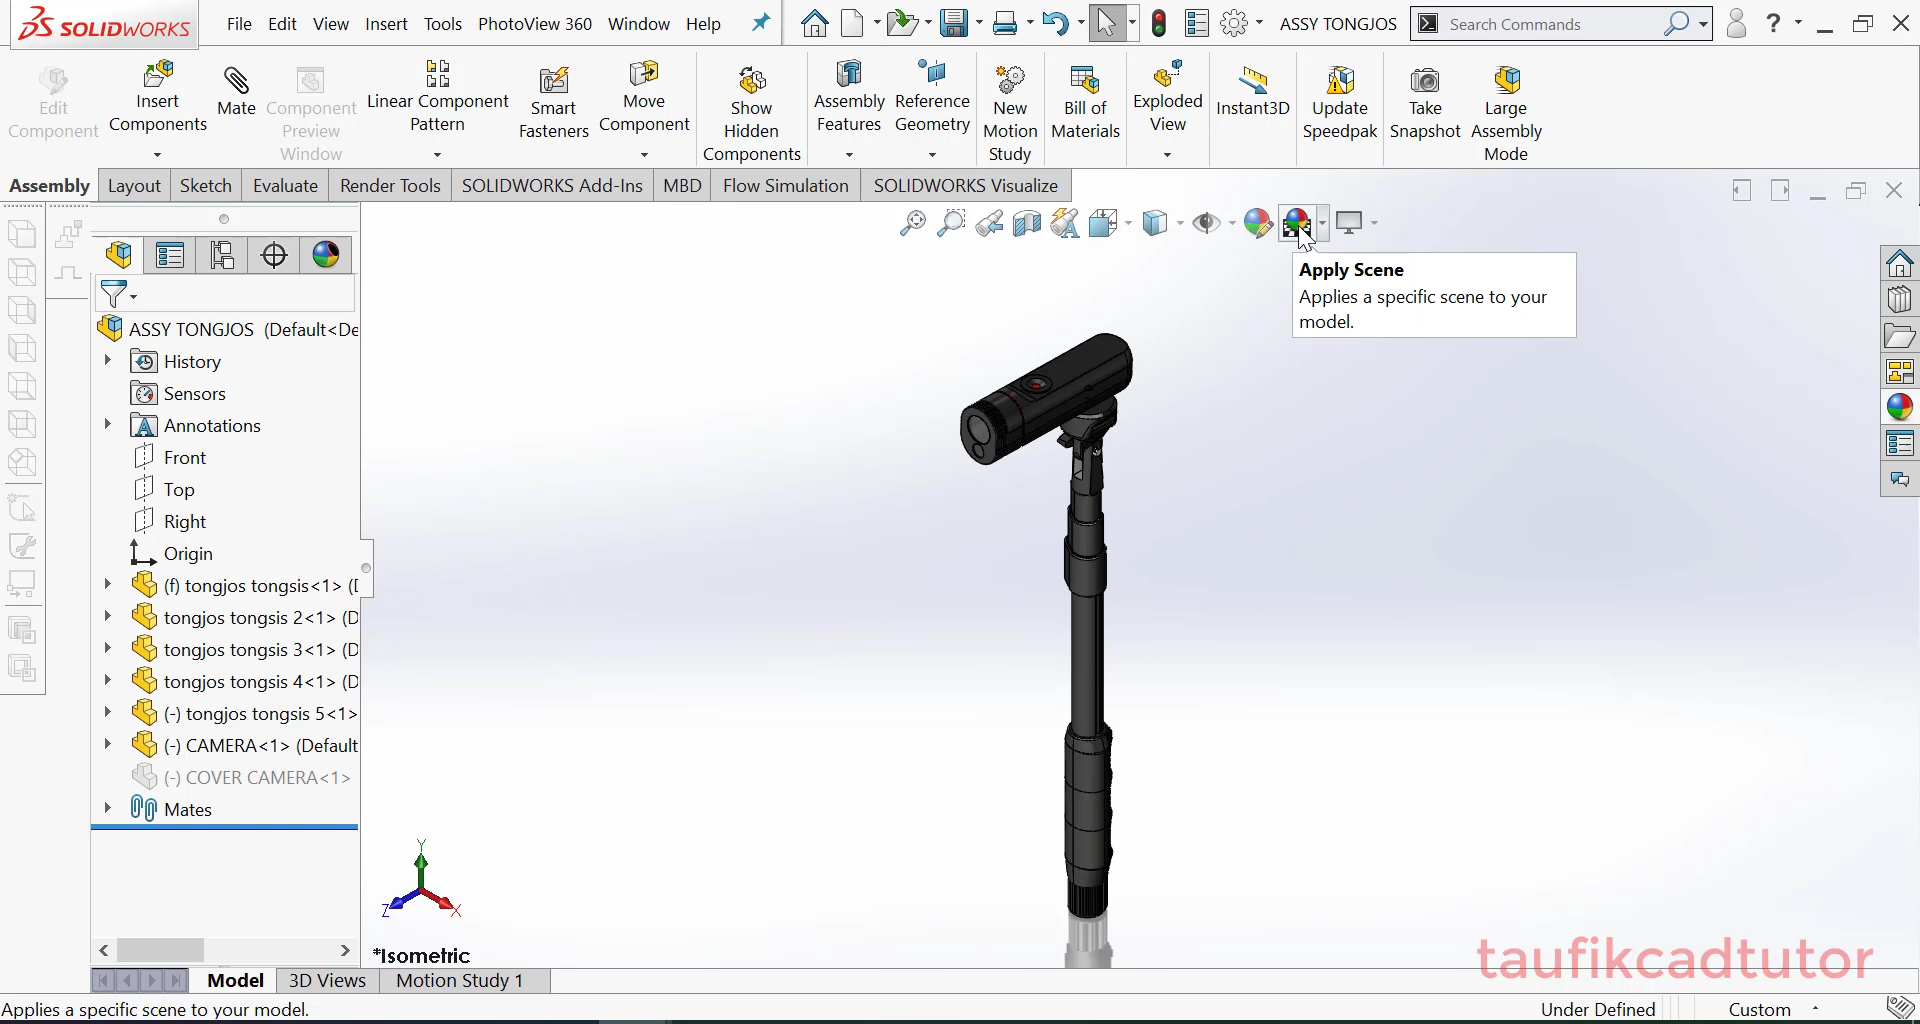 SOLIDWORKS
File Edit View Insert Tools PhotoView 360 Window Help
ASSY TONGJOS
Search Commands
?
Edit Component
Insert Components
Mate
Component Preview Window
Linear Component Pattern
Smart Fasteners
Move Component
Show Hidden Components
Assembly Features
Reference Geometry
New Motion Study
Bill of Materials
Exploded View
Instant3D
Update Speedpak
Take Snapshot
Large Assembly Mode
Assembly Layout Sketch Evaluate Render Tools SOLIDWORKS Add-Ins MBD Flow Simulation SOLIDWORKS Visualize
Apply Scene
Applies a specific scene to your
model.
ASSY TONGJOS (Default<De
History
Sensors
Annotations
Front
Top
Right
Origin
(f) tongjos tongsis<1> (D
tongjos tongsis 2<1> (D
tongjos tongsis 3<1> (D
tongjos tongsis 4<1> (D
(-) tongjos tongsis 5<1>
(-) CAMERA<1> (Default
(-) COVER CAMERA<1>
Mates
Y
Z
X
*Isometric
taufikcadtutor
Model 3D Views Motion Study 1
Applies a specific scene to your model.
Under Defined
Custom